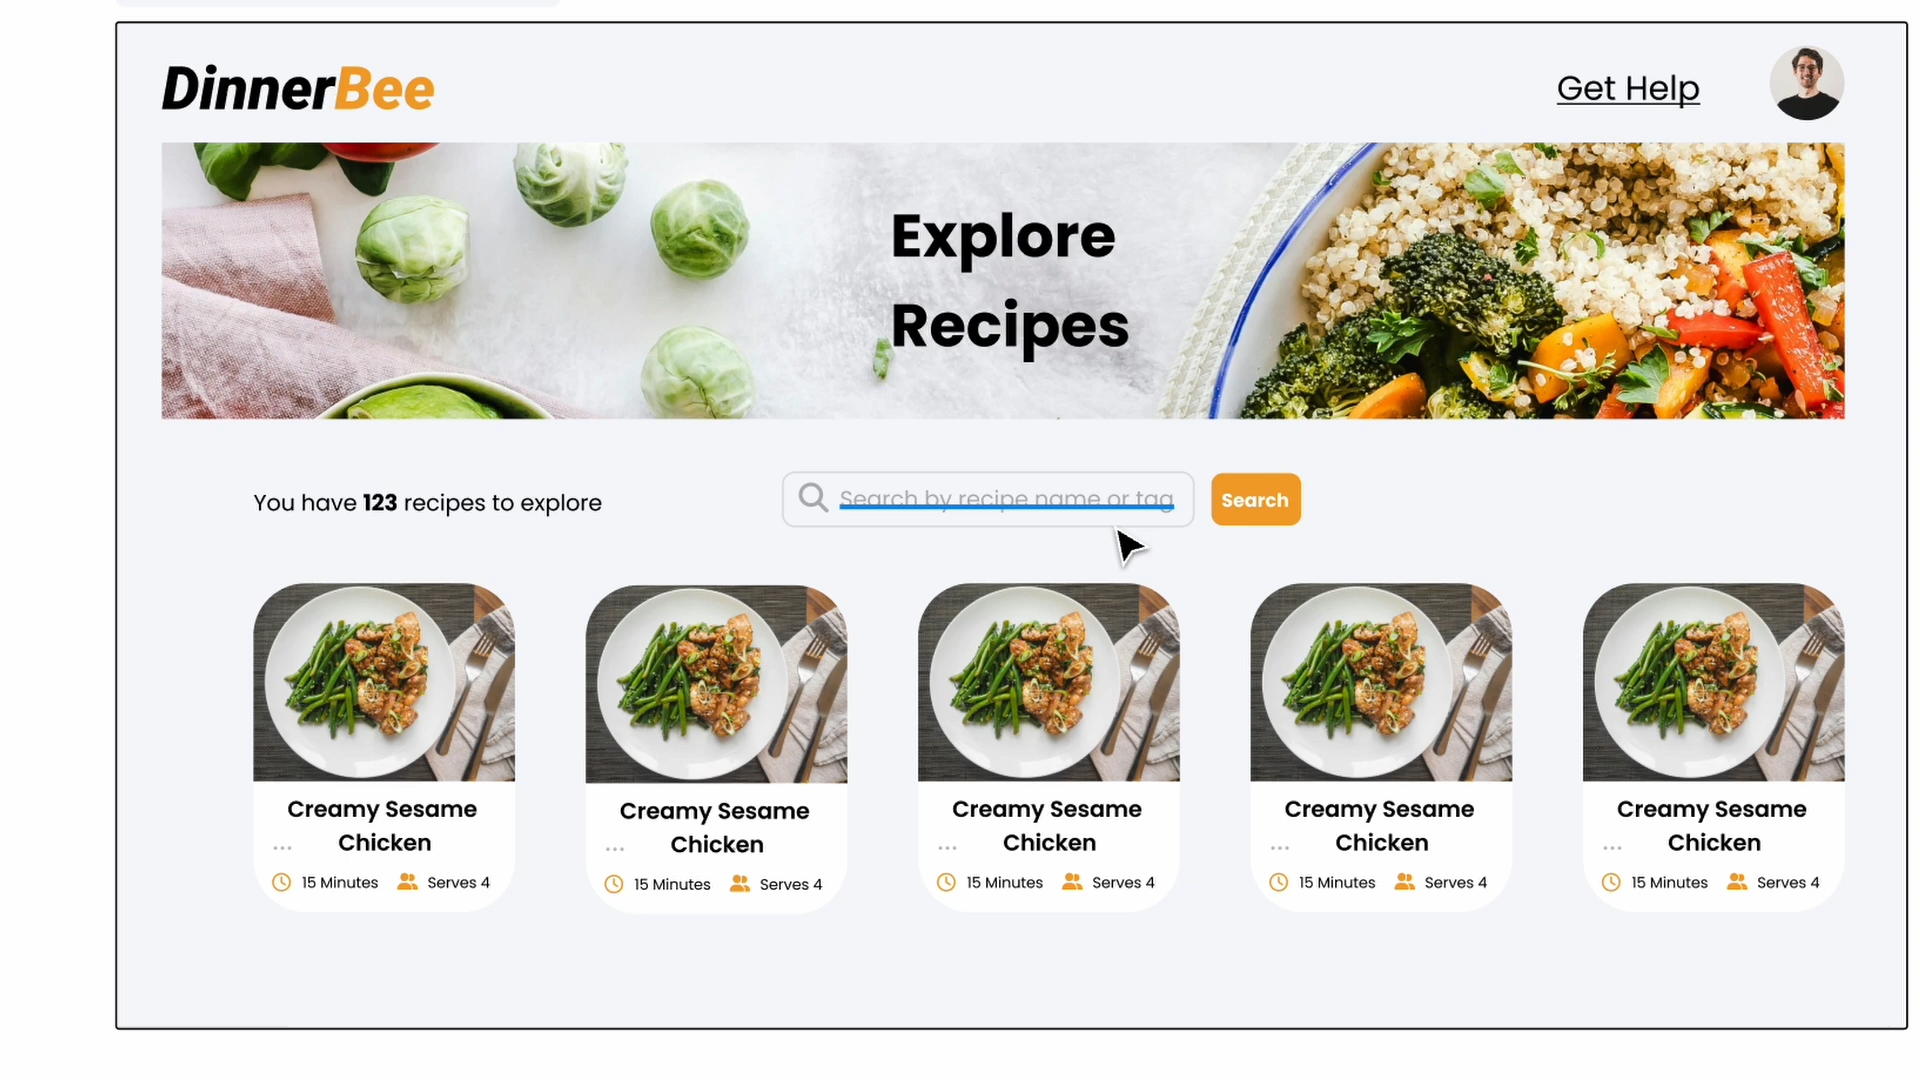 DinnerBee
Get Help
Explore
Recipes
You have 123 recipes to explore
Search by recipe name or tag
Search
Creamy Sesame
... Chicken
15 Minutes Serves 4
Creamy Sesame
... Chicken
15 Minutes Serves 4
Creamy Sesame
... Chicken
15 Minutes Serves 4
Creamy Sesame
... Chicken
15 Minutes Serves 4
Creamy Sesame
... Chicken
15 Minutes Serves 4